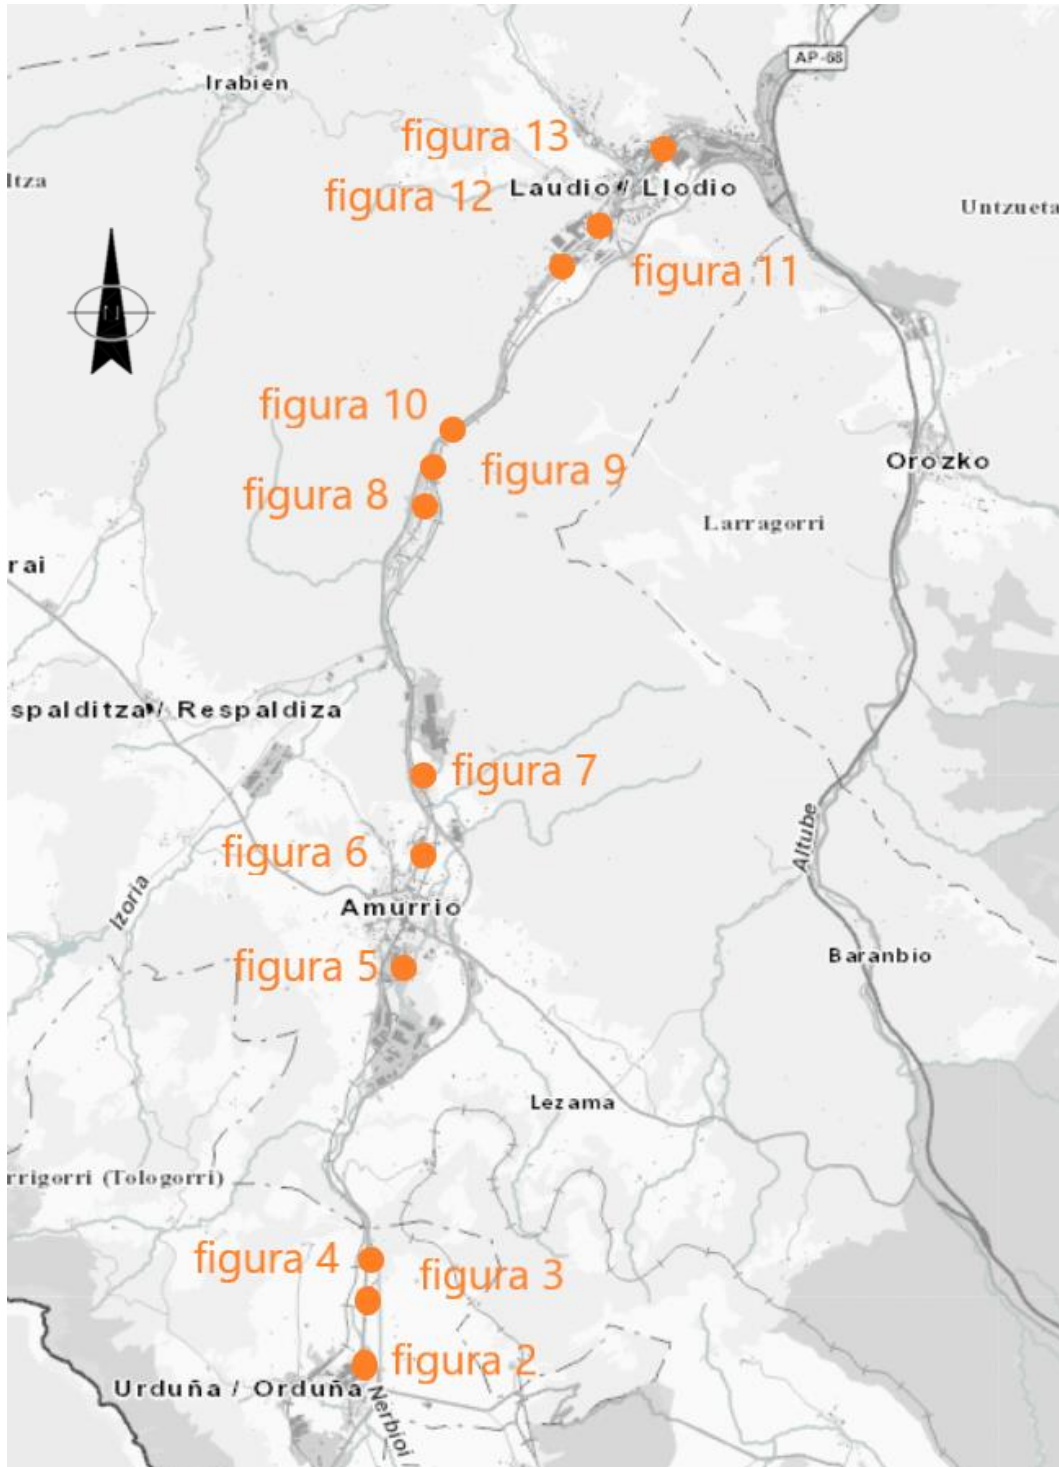 AP-68
Irabien
figura 13
ltza
Laudio / Llodio
figura 12
Untzueta
figura 11
figura 10
Orozko
figura 9
figura 8
Larragorri
rai
spalditza / Respaldiza
figura 7
Altube
figura 6
Izoria
Amurrio
Baranbio
figura 5
Lezama
rrigorri (Tologorri)
figura 4
figura 3
figura 2
Urduña / Orduña
Nerbioi /